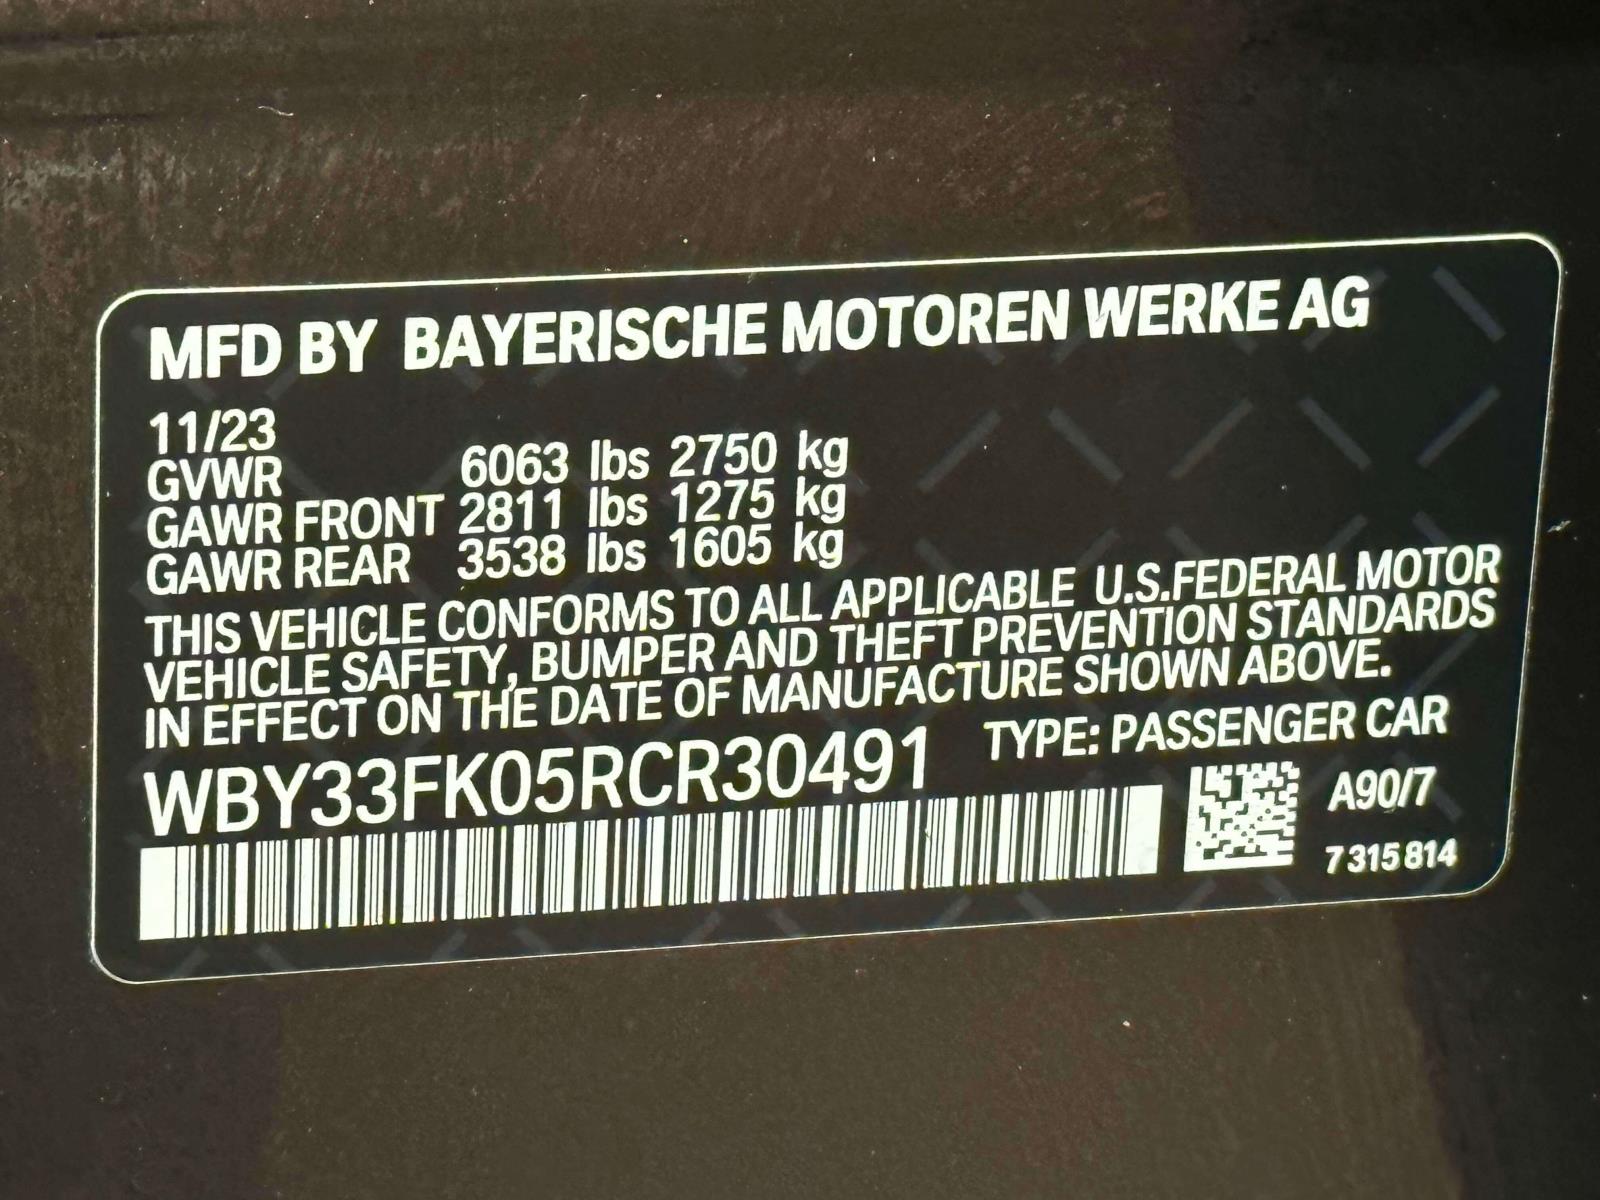 MFD BY BAYERISCHE MOTOREN WERKE AG
11/23
GVWR 6063 lbs 2750 kg
GAWR FRONT 2811 lbs 1275 kg
GAWR REAR 3538 lbs 1605 kg
THIS VEHICLE CONFORMS TO ALL APPLICABLE U.S.FEDERAL MOTOR
VEHICLE SAFETY, BUMPER AND THEFT PREVENTION STANDARDS
IN EFFECT ON THE DATE OF MANUFACTURE SHOWN ABOVE.
WBY33FK05RCR30491 TYPE: PASSENGER CAR
A90/7
7 315 814